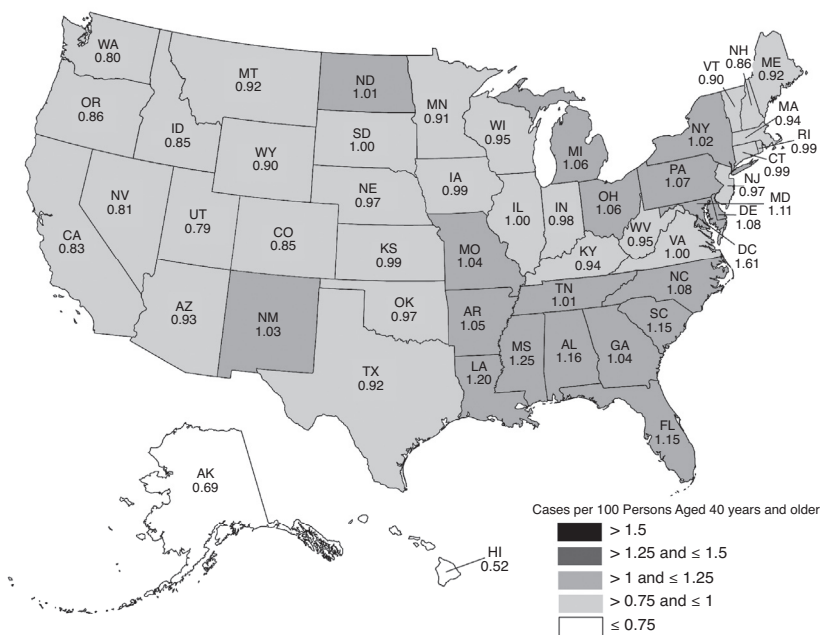 WA
0.80
OR
0.86
CA
0.83
NV
0.81
ID
0.85
MT
0.92
WY
0.90
UT
0.79
CO
0.85
AZ
0.93
NM
1.03
ND
1.01
SD
1.00
NE
0.97
KS
0.99
OK
0.97
TX
0.92
MN
0.91
IA
0.99
MO
1.04
AR
1.05
LA
1.20
WI
0.95
IL
1.00
MI
1.06
IN
0.98
OH
1.06
KY
0.94
TN
1.01
MS
1.25
AL
1.16
GA
1.04
FL
1.15
SC
1.15
NC
1.08
VA
1.00
WV
0.95
PA
1.07
NY
1.02
VT
0.90
NH
0.86
ME
0.92
MA
0.94
RI
0.99
CT
0.99
NJ
0.97
MD
1.11
DE
1.08
DC
1.61
AK
0.69
HI
0.52
Cases per 100 Persons Aged 40 years and older
> 1.5
> 1.25 and ≤ 1.5
> 1 and ≤ 1.25
> 0.75 and ≤ 1
≤ 0.75